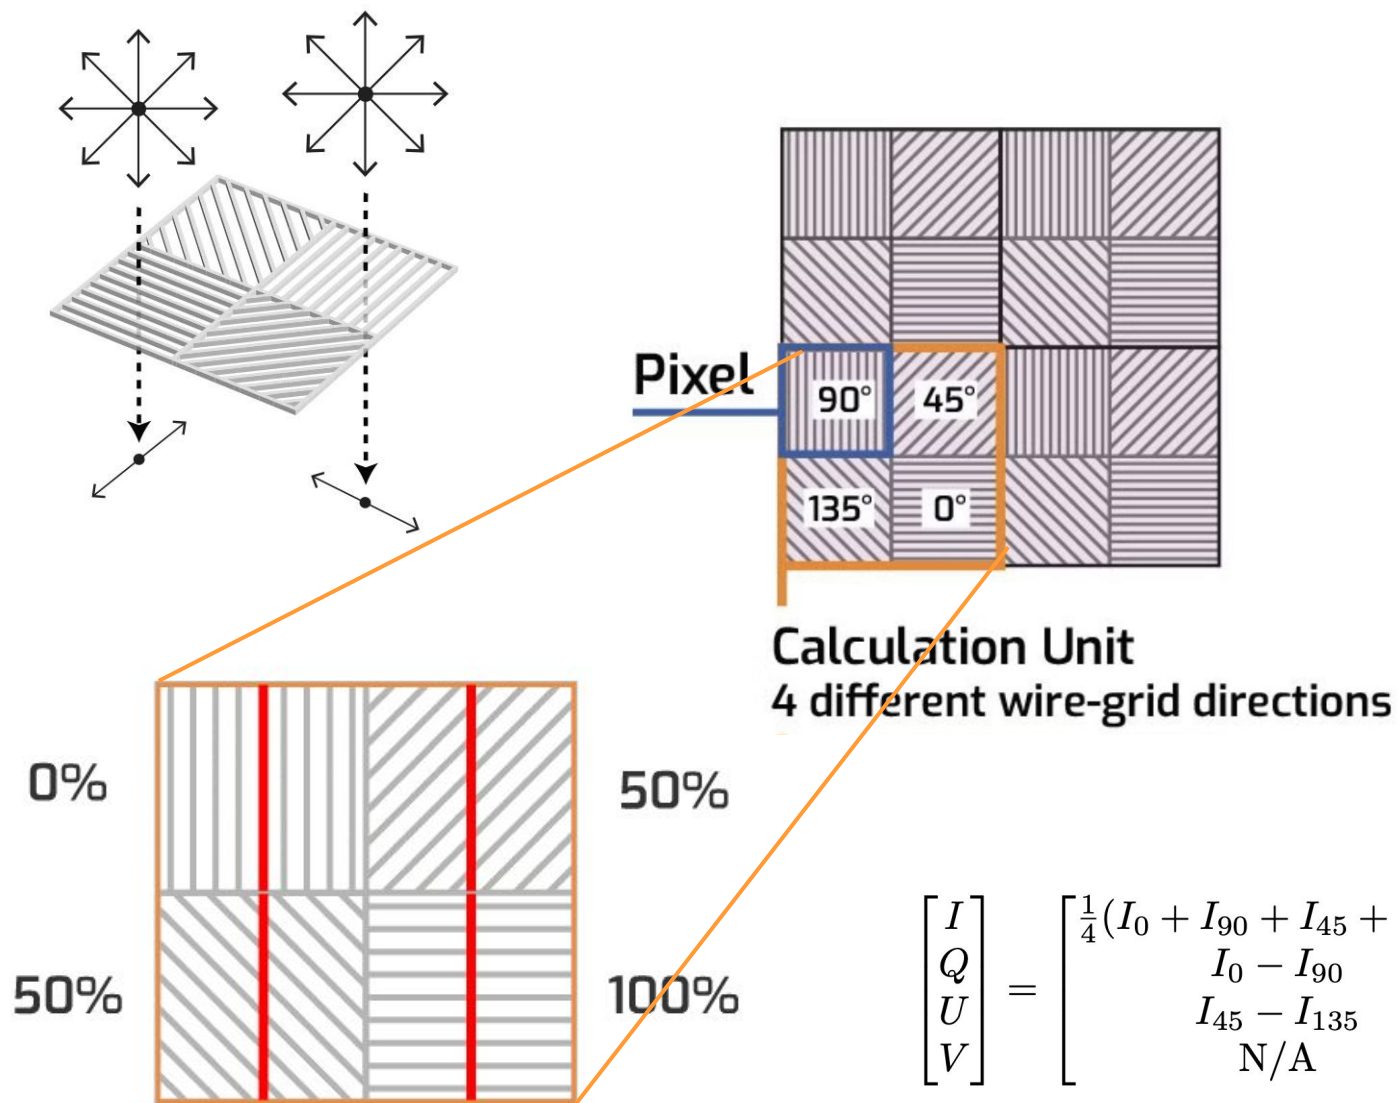 Pixel
90°
45°
135°
0°
Calculation Unit
4 different wire-grid directions
0%
50%
50%
100%
[I Q U V] = [¼(I₀ + I₉₀ + I₄₅ +
I₀ − I₉₀
I₄₅ − I₁₃₅
N/A